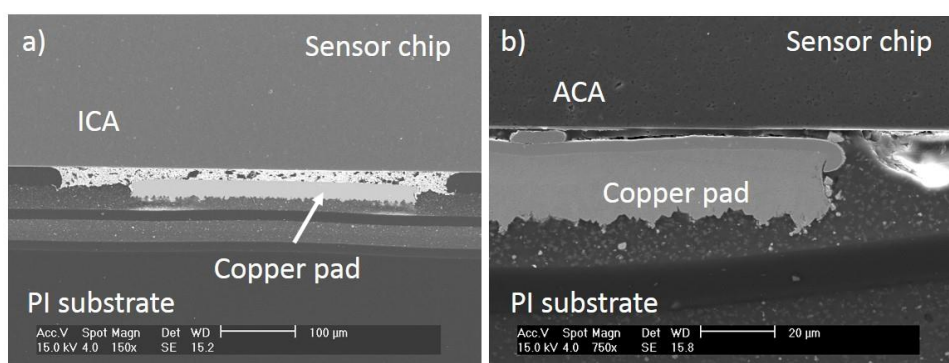 a)
Sensor chip
ICA
Copper pad
PI substrate
Acc.V Spot Magn Det WD 100 µm
15.0 kV 4.0 150x SE 15.2
b)
Sensor chip
ACA
Copper pad
PI substrate
Acc.V Spot Magn Det WD 20 µm
15.0 kV 4.0 750x SE 15.8